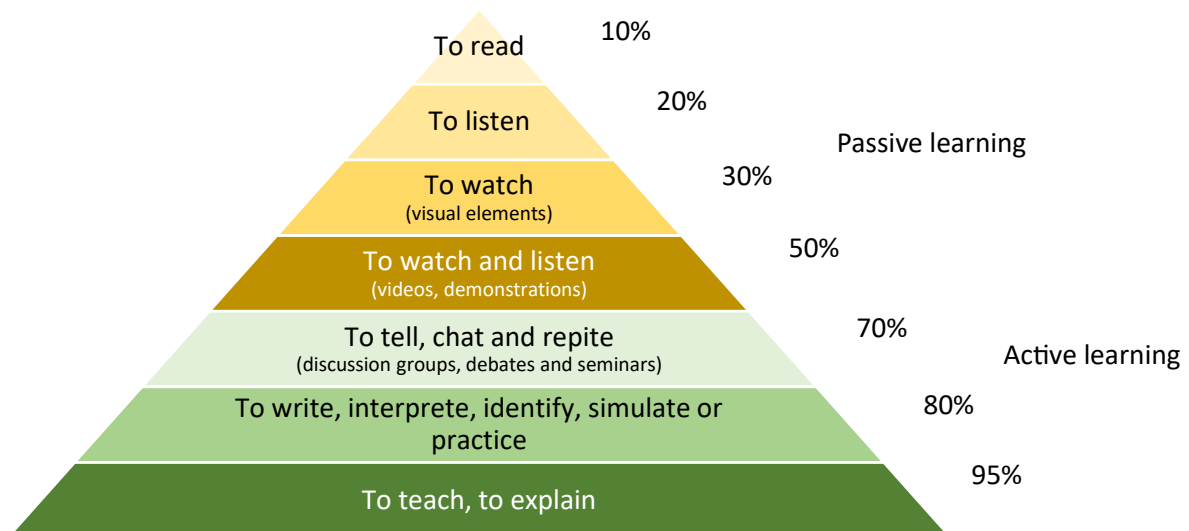 To read
10%
To listen
20%
Passive learning
To watch
(visual elements)
30%
To watch and listen
(videos, demonstrations)
50%
To tell, chat and repite
(discussion groups, debates and seminars)
70%
Active learning
To write, interprete, identify, simulate or
practice
80%
To teach, to explain
95%